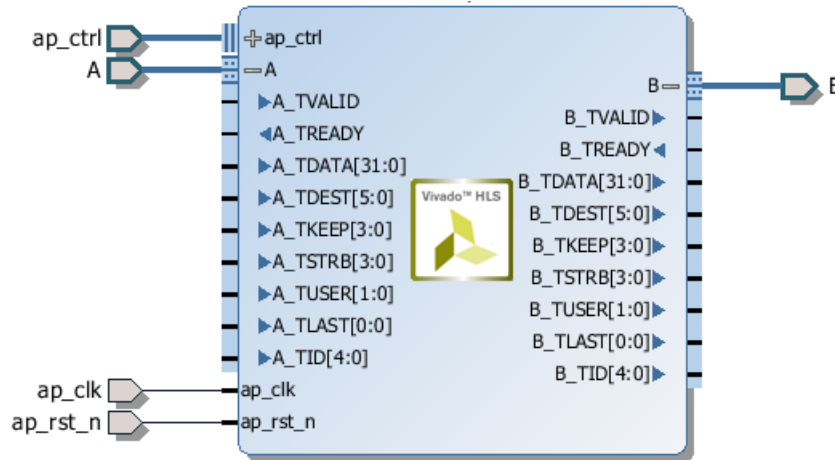 ap_ctrl
A
ap_clk
ap_rst_n
ap_ctrl
A
A_TVALID
A_TREADY
A_TDATA[31:0]
A_TDEST[5:0]
A_TKEEP[3:0]
A_TSTRB[3:0]
A_TUSER[1:0]
A_TLAST[0:0]
A_TID[4:0]
ap_clk
ap_rst_n
Vivado™ HLS
B
B_TVALID
B_TREADY
B_TDATA[31:0]
B_TDEST[5:0]
B_TKEEP[3:0]
B_TSTRB[3:0]
B_TUSER[1:0]
B_TLAST[0:0]
B_TID[4:0]